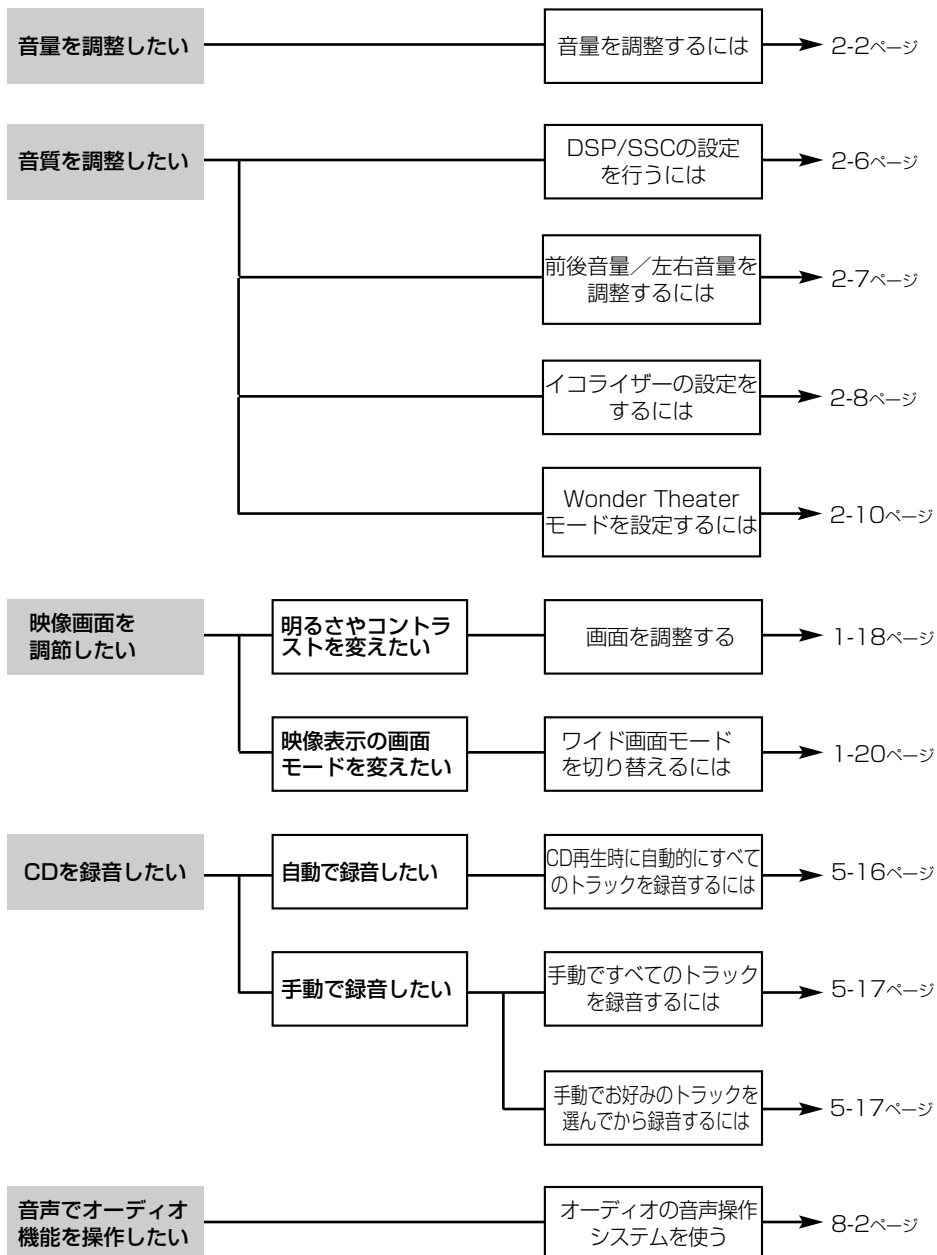 音量を調整したい
音量を調整するには
2-2ページ
音質を調整したい
DSP/SSCの設定
を行うには
2-6ページ
前後音量／左右音量を
調整するには
2-7ページ
イコライザーの設定を
するには
2-8ページ
Wonder Theater
モードを設定するには
2-10ページ
映像画面を
調節したい
明るさやコントラ
ストを変えたい
画面を調整する
1-18ページ
映像表示の画面
モードを変えたい
ワイド画面モード
を切り替えるには
1-20ページ
CDを録音したい
自動で録音したい
CD再生時に自動的にすべて
のトラックを録音するには
5-16ページ
手動で録音したい
手動ですべてのトラック
を録音するには
5-17ページ
手動でお好みのトラックを
選んでから録音するには
5-17ページ
音声でオーディオ
機能を操作したい
オーディオの音声操作
システムを使う
8-2ページ